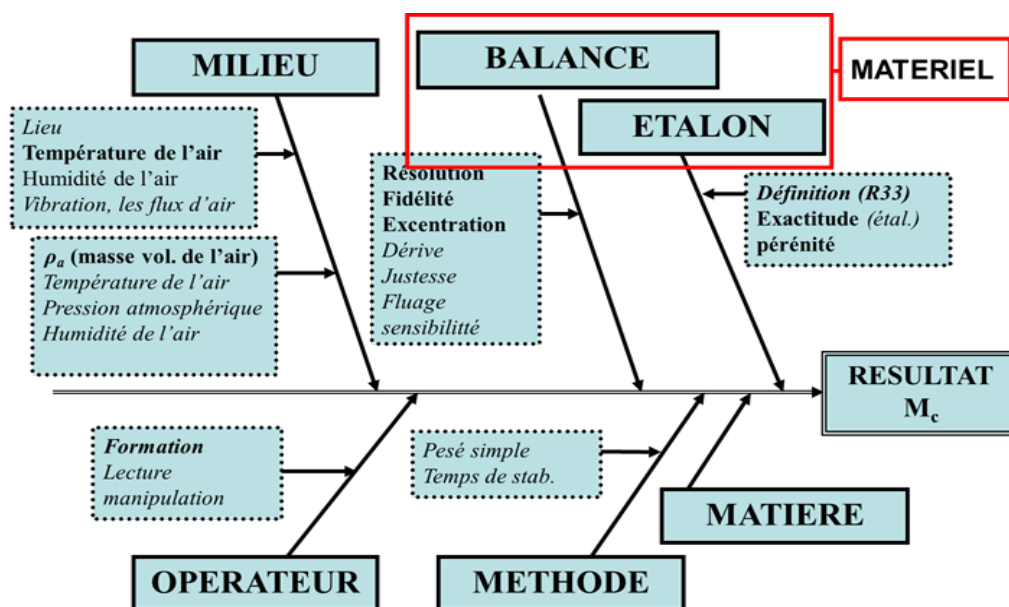 MILIEU
BALANCE
MATERIEL
ETALON
Lieu
Température de l'air
Humidité de l'air
Vibration, les flux d'air
ρa (masse vol. de l'air)
Température de l'air
Pression atmosphérique
Humidité de l'air
Résolution
Fidélité
Excentration
Dérive
Justesse
Fluage
sensibilitté
Définition (R33)
Exactitude (étal.)
pérénité
RESULTAT
Mc
Formation
Lecture
manipulation
Pesé simple
Temps de stab.
MATIERE
OPERATEUR
METHODE